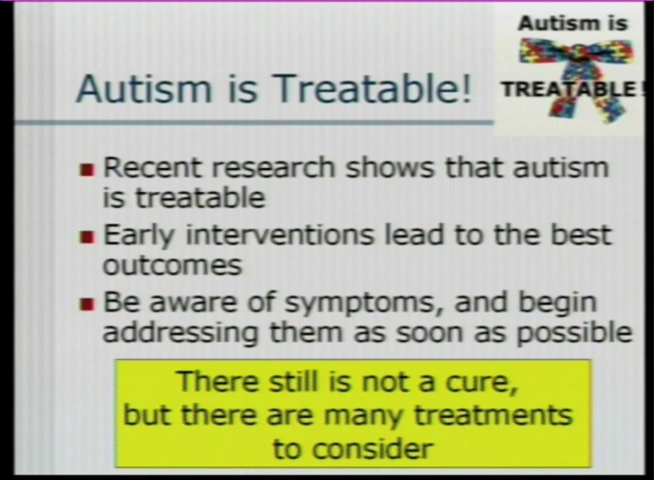 Autism is
TREATABLE!
Autism is Treatable!
Recent research shows that autism
is treatable
Early interventions lead to the best
outcomes
Be aware of symptoms, and begin
addressing them as soon as possible
There still is not a cure,
but there are many treatments
to consider